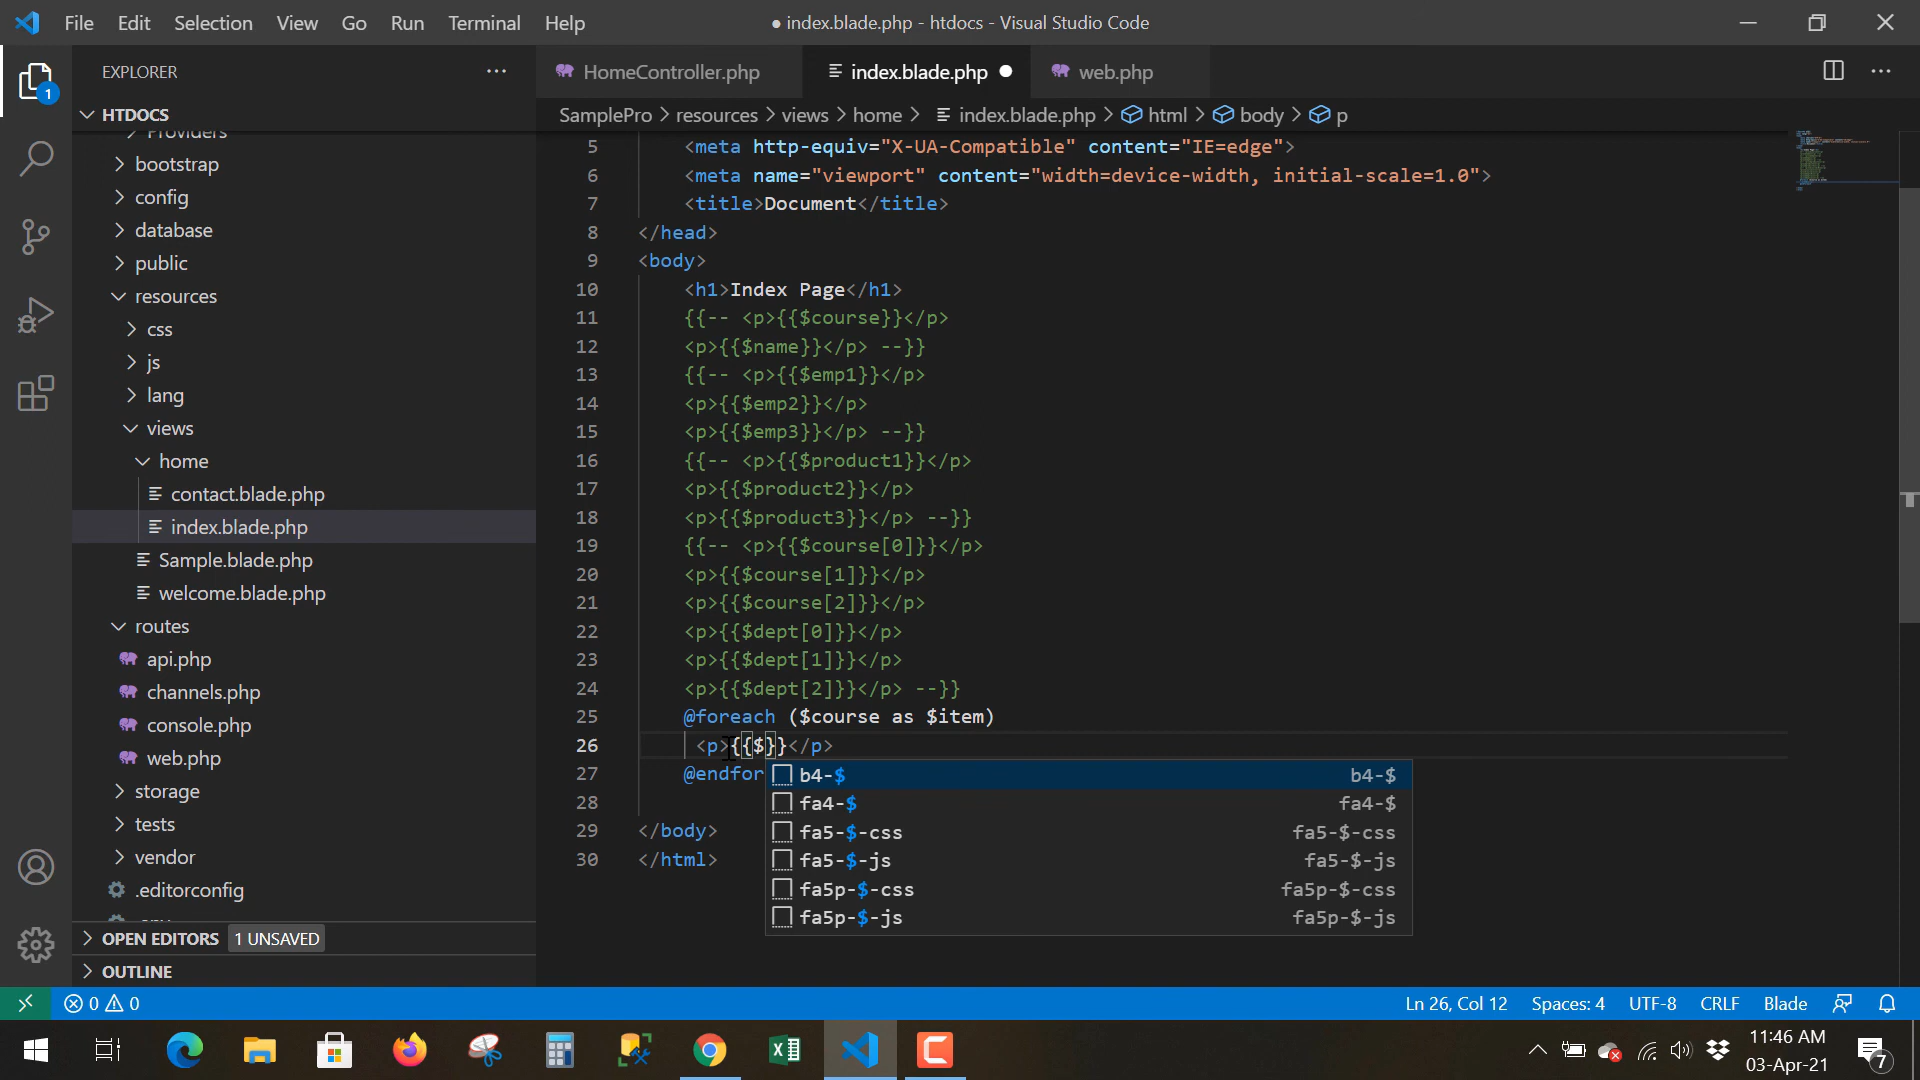 File Edit Selection View Go Run Terminal Help
● index.blade.php - htdocs - Visual Studio Code
EXPLORER
HomeController.php
index.blade.php
web.php
1
HTDOCS
SamplePro > resources > views > home > index.blade.php > html > body > p
Providers
bootstrap
config
database
public
resources
css
js
lang
views
home
contact.blade.php
index.blade.php
Sample.blade.php
welcome.blade.php
routes
api.php
channels.php
console.php
web.php
storage
tests
vendor
.editorconfig
OPEN EDITORS 1 UNSAVED
OUTLINE
5 <meta http-equiv="X-UA-Compatible" content="IE=edge">
6 <meta name="viewport" content="width=device-width, initial-scale=1.0">
7 <title>Document</title>
8 </head>
9 <body>
10 <h1>Index Page</h1>
11 {{-- <p>{{$course}}</p>
12 <p>{{$name}}</p> --}}
13 {{-- <p>{{$emp1}}</p>
14 <p>{{$emp2}}</p>
15 <p>{{$emp3}}</p> --}}
16 {{-- <p>{{$product1}}</p>
17 <p>{{$product2}}</p>
18 <p>{{$product3}}</p> --}}
19 {{-- <p>{{$course[0]}}</p>
20 <p>{{$course[1]}}</p>
21 <p>{{$course[2]}}</p>
22 <p>{{$dept[0]}}</p>
23 <p>{{$dept[1]}}</p>
24 <p>{{$dept[2]}}</p> --}}
25 @foreach ($course as $item)
26 <p>{{$}}</p>
27 @endfor
28
29 </body>
30 </html>
b4-$ b4-$
fa4-$ fa4-$
fa5-$-css fa5-$-css
fa5-$-js fa5-$-js
fa5p-$-css fa5p-$-css
fa5p-$-js fa5p-$-js
0 0
Ln 26, Col 12 Spaces: 4 UTF-8 CRLF Blade
11:46 AM
03-Apr-21
7